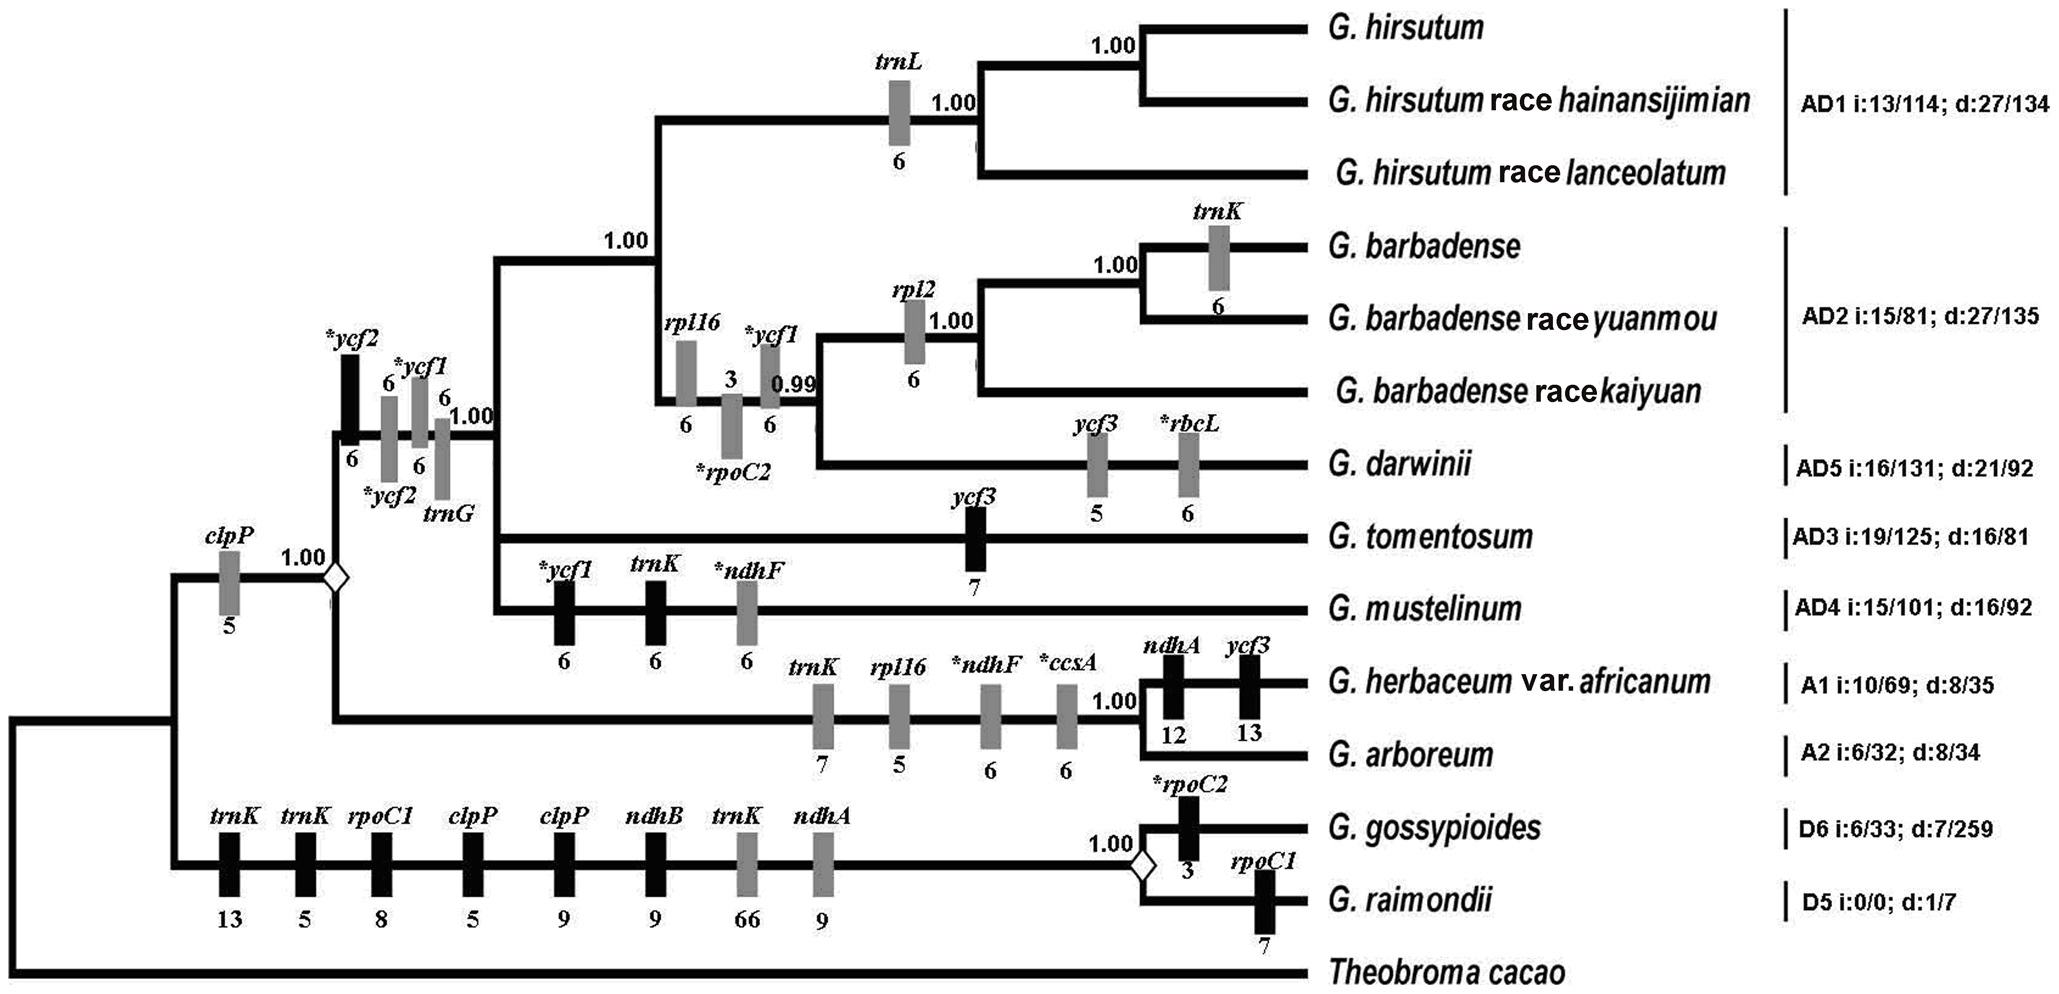 G. hirsutum
1.00
trnL
6
1.00
G. hirsutum race hainansijimian
AD1 i:13/114; d:27/134
G. hirsutum race lanceolatum
trnK
6
G. barbadense
1.00
1.00
rpl2
6
1.00
G. barbadense race yuanmou
AD2 i:15/81; d:27/135
rpl16
6
3
*rpoC2
*ycf1
6
0.99
G. barbadense race kaiyuan
*ycf2
6
6
*ycf2
*ycf1
6
6
trnG
1.00
ycf3
5
*rbcL
6
G. darwinii
AD5 i:16/131; d:21/92
ycf3
7
G. tomentosum
AD3 i:19/125; d:16/81
clpP
5
1.00
*ycf1
6
trnK
6
*ndhF
6
G. mustelinum
AD4 i:15/101; d:16/92
trnK
7
rpl16
5
*ndhF
6
*ccsA
6
1.00
ndhA
12
ycf3
13
G. herbaceum var. africanum
A1 i:10/69; d:8/35
G. arboreum
A2 i:6/32; d:8/34
trnK
13
trnK
5
rpoC1
8
clpP
5
clpP
9
ndhB
9
trnK
66
ndhA
9
1.00
*rpoC2
3
G. gossypioides
D6 i:6/33; d:7/259
rpoC1
7
G. raimondii
D5 i:0/0; d:1/7
Theobroma cacao